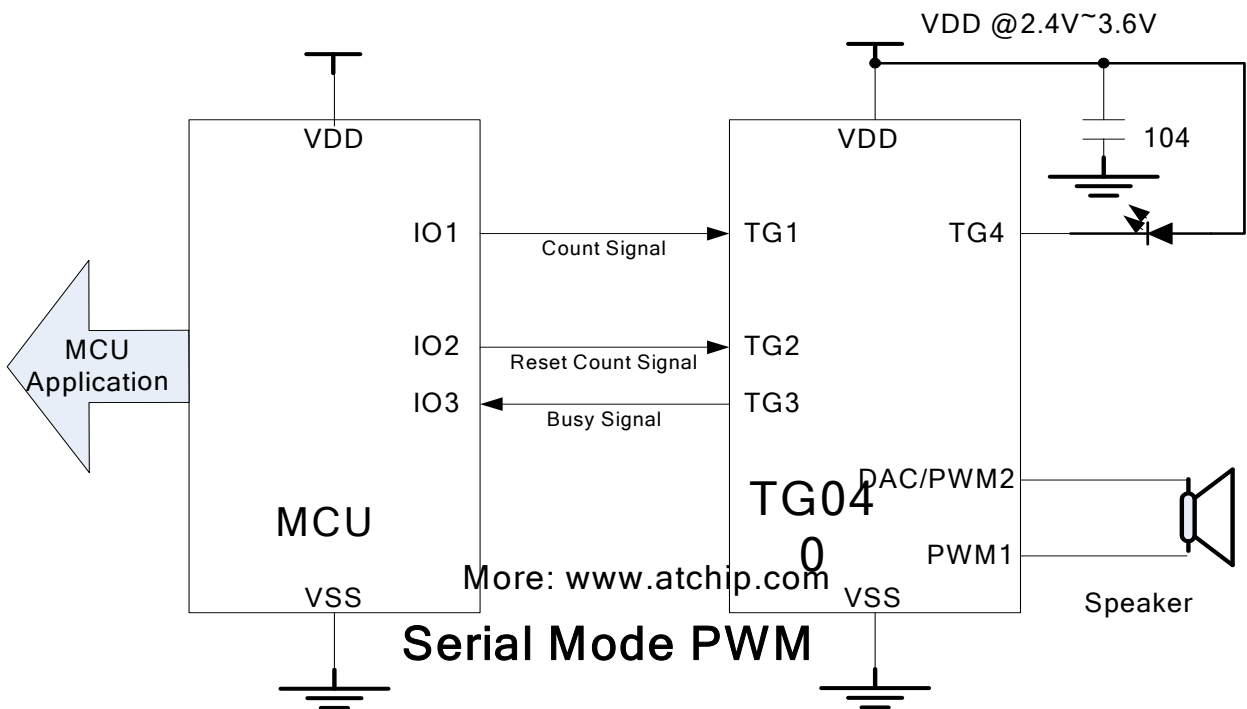 VDD @2.4V~3.6V
VDD
VDD
104
IO1
Count Signal
TG1
TG4
MCU
Application
IO2
Reset Count Signal
TG2
IO3
Busy Signal
TG3
DAC/PWM2
MCU
TG04
0
PWM1
More: www.atchip.com
VSS
VSS
Speaker
Serial Mode PWM